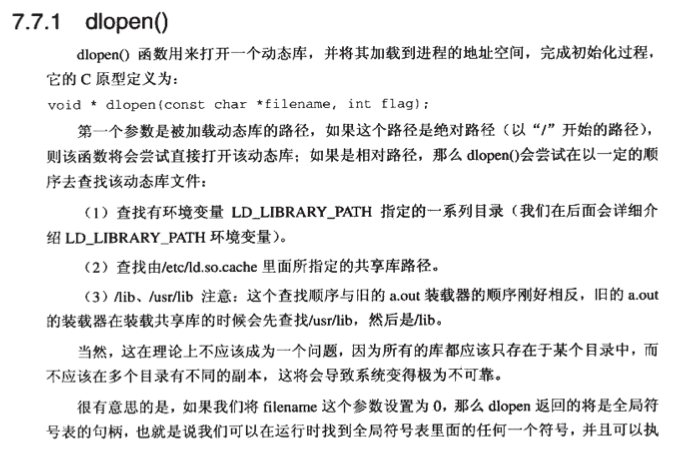 7.7.1 dlopen()
dlopen() 函数用来打开一个动态库，并将其加载到进程的地址空间，完成初始化过程，
它的 C 原型定义为：
void * dlopen(const char *filename, int flag);
第一个参数是被加载动态库的路径，如果这个路径是绝对路径（以“/”开始的路径），
则该函数将会尝试直接打开该动态库；如果是相对路径，那么 dlopen()会尝试在以一定的顺
序去查找该动态库文件：
（1）查找有环境变量 LD_LIBRARY_PATH 指定的一系列目录（我们在后面会详细介
绍 LD_LIBRARY_PATH 环境变量）。
（2）查找由/etc/ld.so.cache 里面所指定的共享库路径。
（3）/lib、/usr/lib 注意：这个查找顺序与旧的 a.out 装载器的顺序刚好相反，旧的 a.out
的装载器在装载共享库的时候会先查找/usr/lib，然后是/lib。
当然，这在理论上不应该成为一个问题，因为所有的库都应该只存在于某个目录中，而
不应该在多个目录有不同的副本，这将会导致系统变得极为不可靠。
很有意思的是，如果我们将 filename 这个参数设置为 0，那么 dlopen 返回的将是全局符
号表的句柄，也就是说我们可以在运行时找到全局符号表里面的任何一个符号，并且可以执